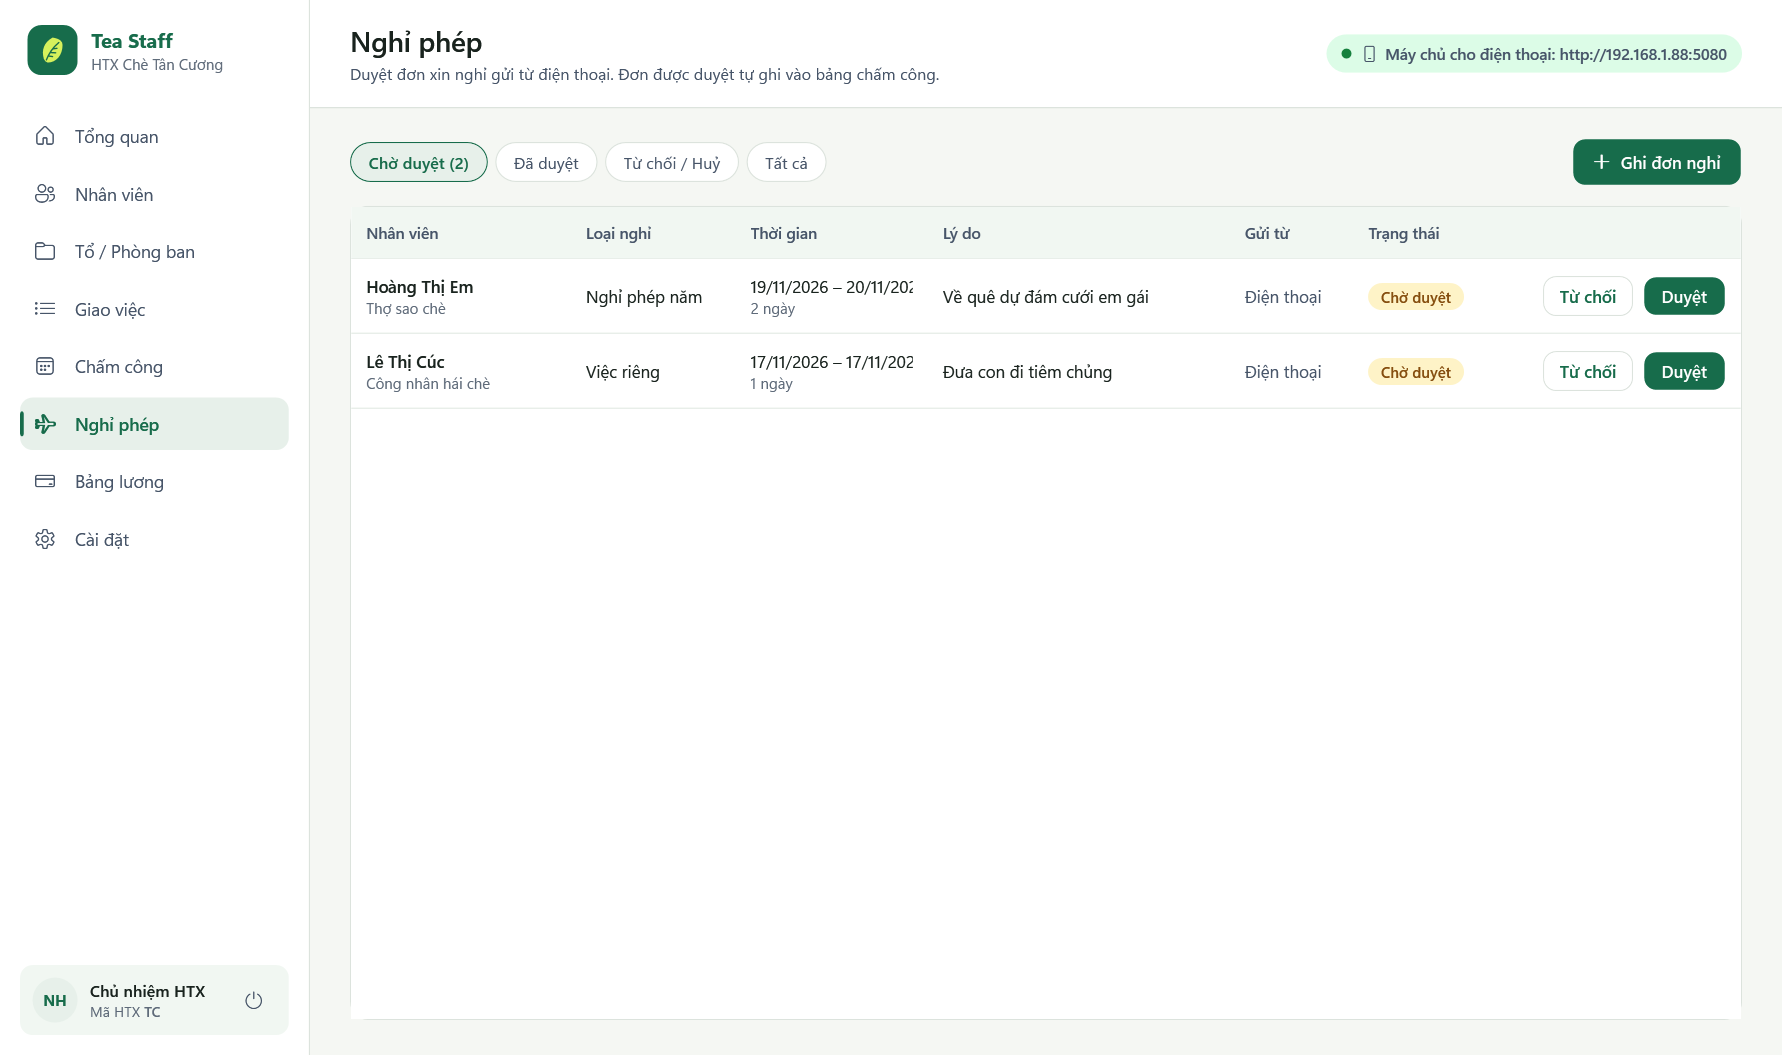 Tea Staff
HTX Chè Tân Cương
Tổng quan
Nhân viên
Tổ / Phòng ban
Giao việc
Chấm công
Nghỉ phép
Bảng lương
Cài đặt
NH
Chủ nhiệm HTX
Mã HTX TC
Nghỉ phép
Duyệt đơn xin nghỉ gửi từ điện thoại. Đơn được duyệt tự ghi vào bảng chấm công.
Máy chủ cho điện thoại: http://192.168.1.88:5080
Chờ duyệt (2) Đã duyệt Từ chối / Huỷ Tất cả
Ghi đơn nghỉ
Nhân viên Loại nghỉ Thời gian Lý do Gửi từ Trạng thái
Hoàng Thị Em
Thợ sao chè
Nghỉ phép năm
19/11/2026 – 20/11/202
2 ngày
Về quê dự đám cưới em gái
Điện thoại
Chờ duyệt
Từ chối
Duyệt
Lê Thị Cúc
Công nhân hái chè
Việc riêng
17/11/2026 – 17/11/202
1 ngày
Đưa con đi tiêm chủng
Điện thoại
Chờ duyệt
Từ chối
Duyệt